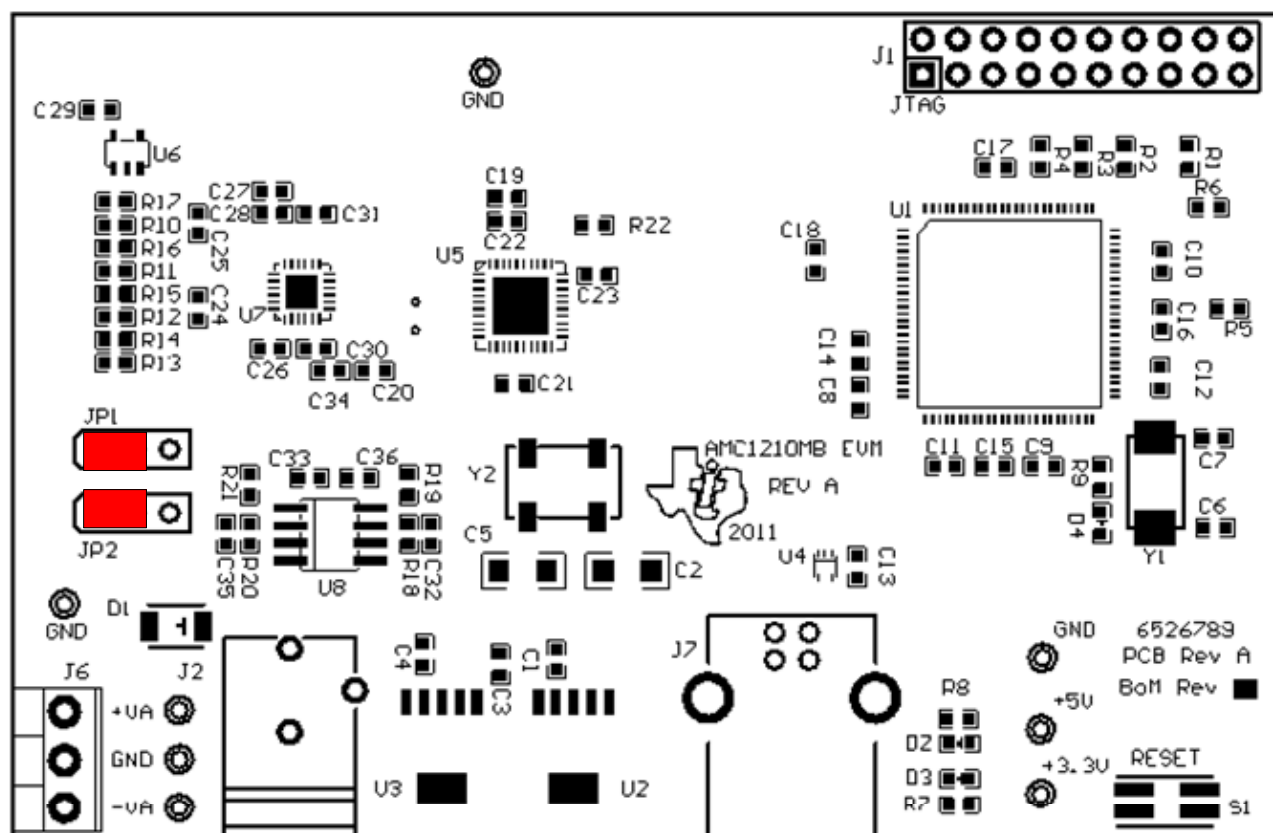 J1
JTAG
GND
C29
U6
C17
R4
R3
R2
R1
R6
R17
R10
R16
R11
R15
R12
R14
R13
C27
C28
C31
C25
C24
U7
C26
C30
C34
C20
C19
C22
U5
R22
C23
C21
C18
U1
C10
C16
R5
C12
C14
C8
JP1
JP2
R21
C33
C36
R19
Y2
AMC1210MB EVM
REV A
2011
C11
C15
C9
R9
D4
C7
C6
Y1
C35
R20
U8
R18
C32
C5
C2
U4
C13
GND
D1
J6
J2
+VA
GND
-VA
C4
C3
C1
U3
U2
J7
R8
D2
D3
R7
GND
+5V
+3.3V
6526789
PCB Rev A
BoM Rev
RESET
S1